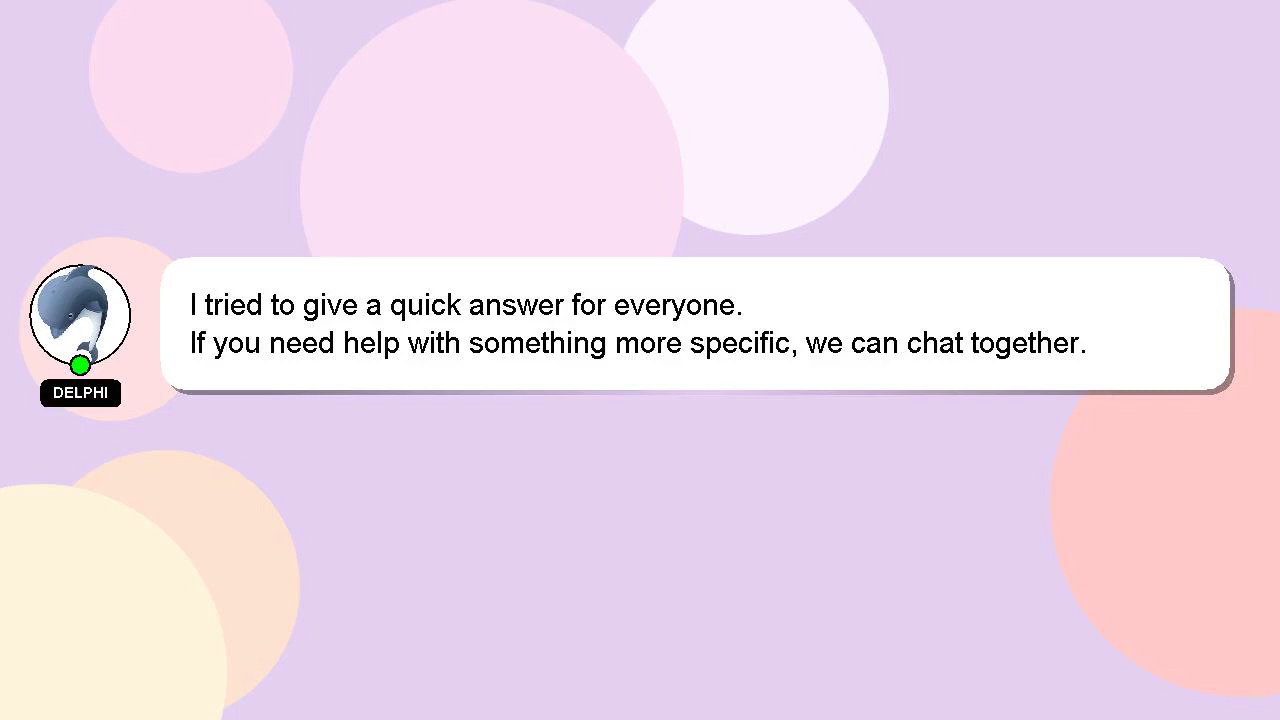 I tried to give a quick answer for everyone.
If you need help with something more specific, we can chat together.
DELPHI